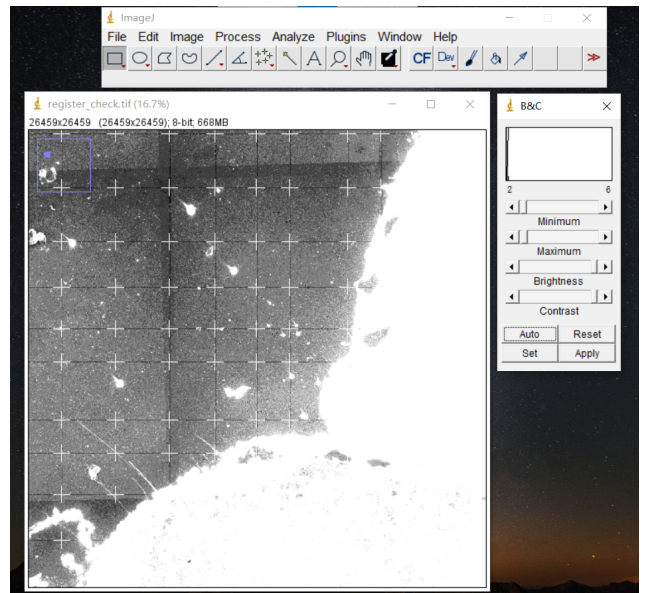 ImageJ
File Edit Image Process Analyze Plugins Window Help
A CF Dev
register_check.tif (16.7%)
26459x26459 (26459x26459); 8-bit; 668MB
B&C
2 6
Minimum
Maximum
Brightness
Contrast
Auto Reset
Set Apply